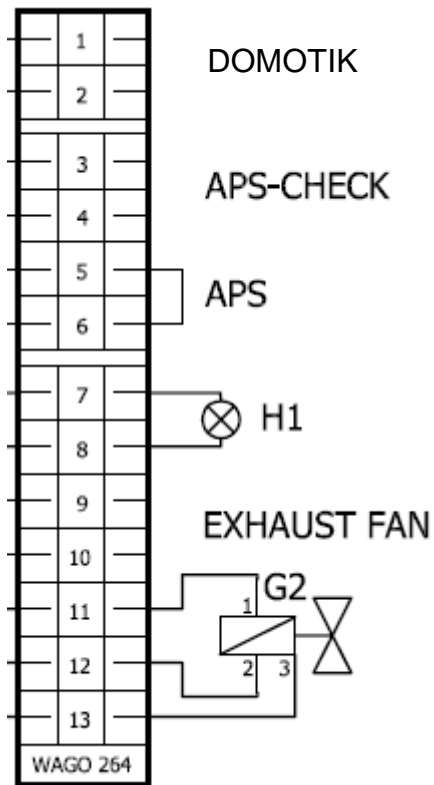 1
DOMOTIK
2
3
APS-CHECK
4
5
APS
6
7
H1
8
9
EXHAUST FAN
10
G2
11
1
12
2 3
13
WAGO 264